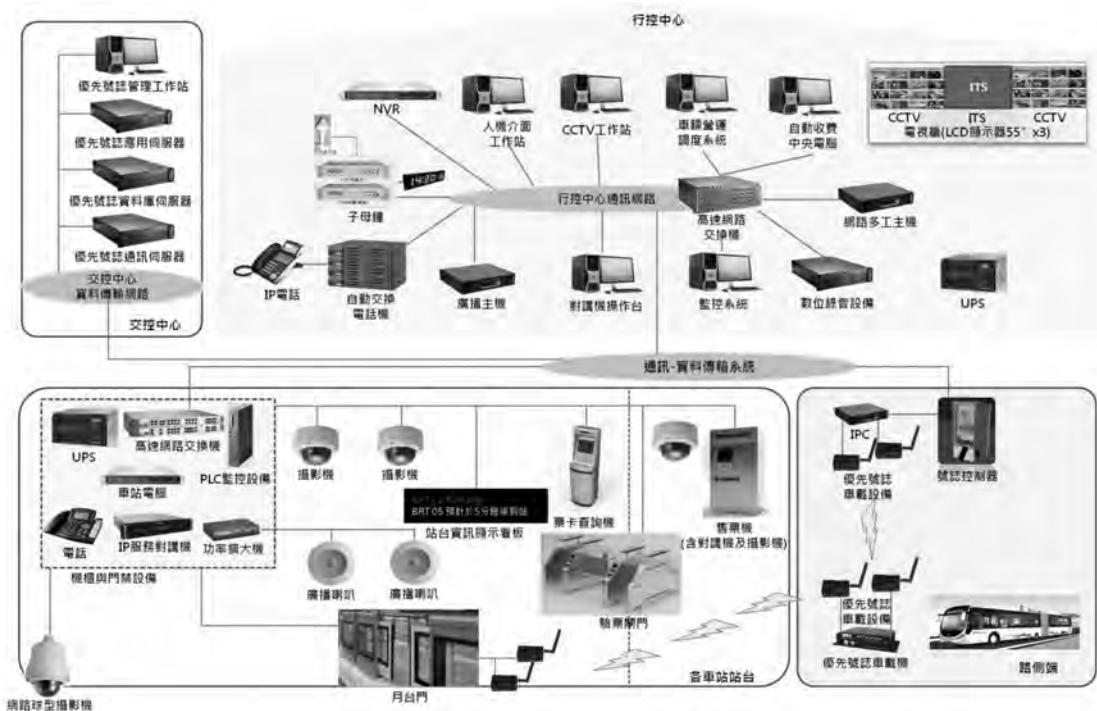 行控中心
優先號誌管理工作站
優先號誌應用伺服器
優先號誌資料庫伺服器
優先號誌通訊伺服器
交控中心
資料傳輸網路
交控中心
NVR
人機介面
工作站
CCTV工作站
車輛營運
調度系統
自動收費
中央電腦
ITS
CCTV
ITS
CCTV
電視牆(LCD顯示器55" x3)
14:20
子母鐘
行控中心通訊網路
高速網路
交換機
網路多工主機
IP電話
自動交換
電話機
廣播主機
對講機操作台
監控系統
數位錄音設備
UPS
通訊-資料傳輸系統
UPS
高速網路交換機
PLC監控設備
車站電腦
電話
IP服務對講機
功率擴大機
機櫃與門禁設備
攝影機
攝影機
BRT05 預計於5分鐘後到站
站台資訊顯示看板
票卡查詢機
售票機
(含對講機及攝影機)
廣播喇叭
廣播喇叭
驗票閘門
月台門
各車站站台
網路球型攝影機
IPC
優先號誌
車載設備
號誌控制器
優先號誌
車載設備
優先號誌車載機
路側端